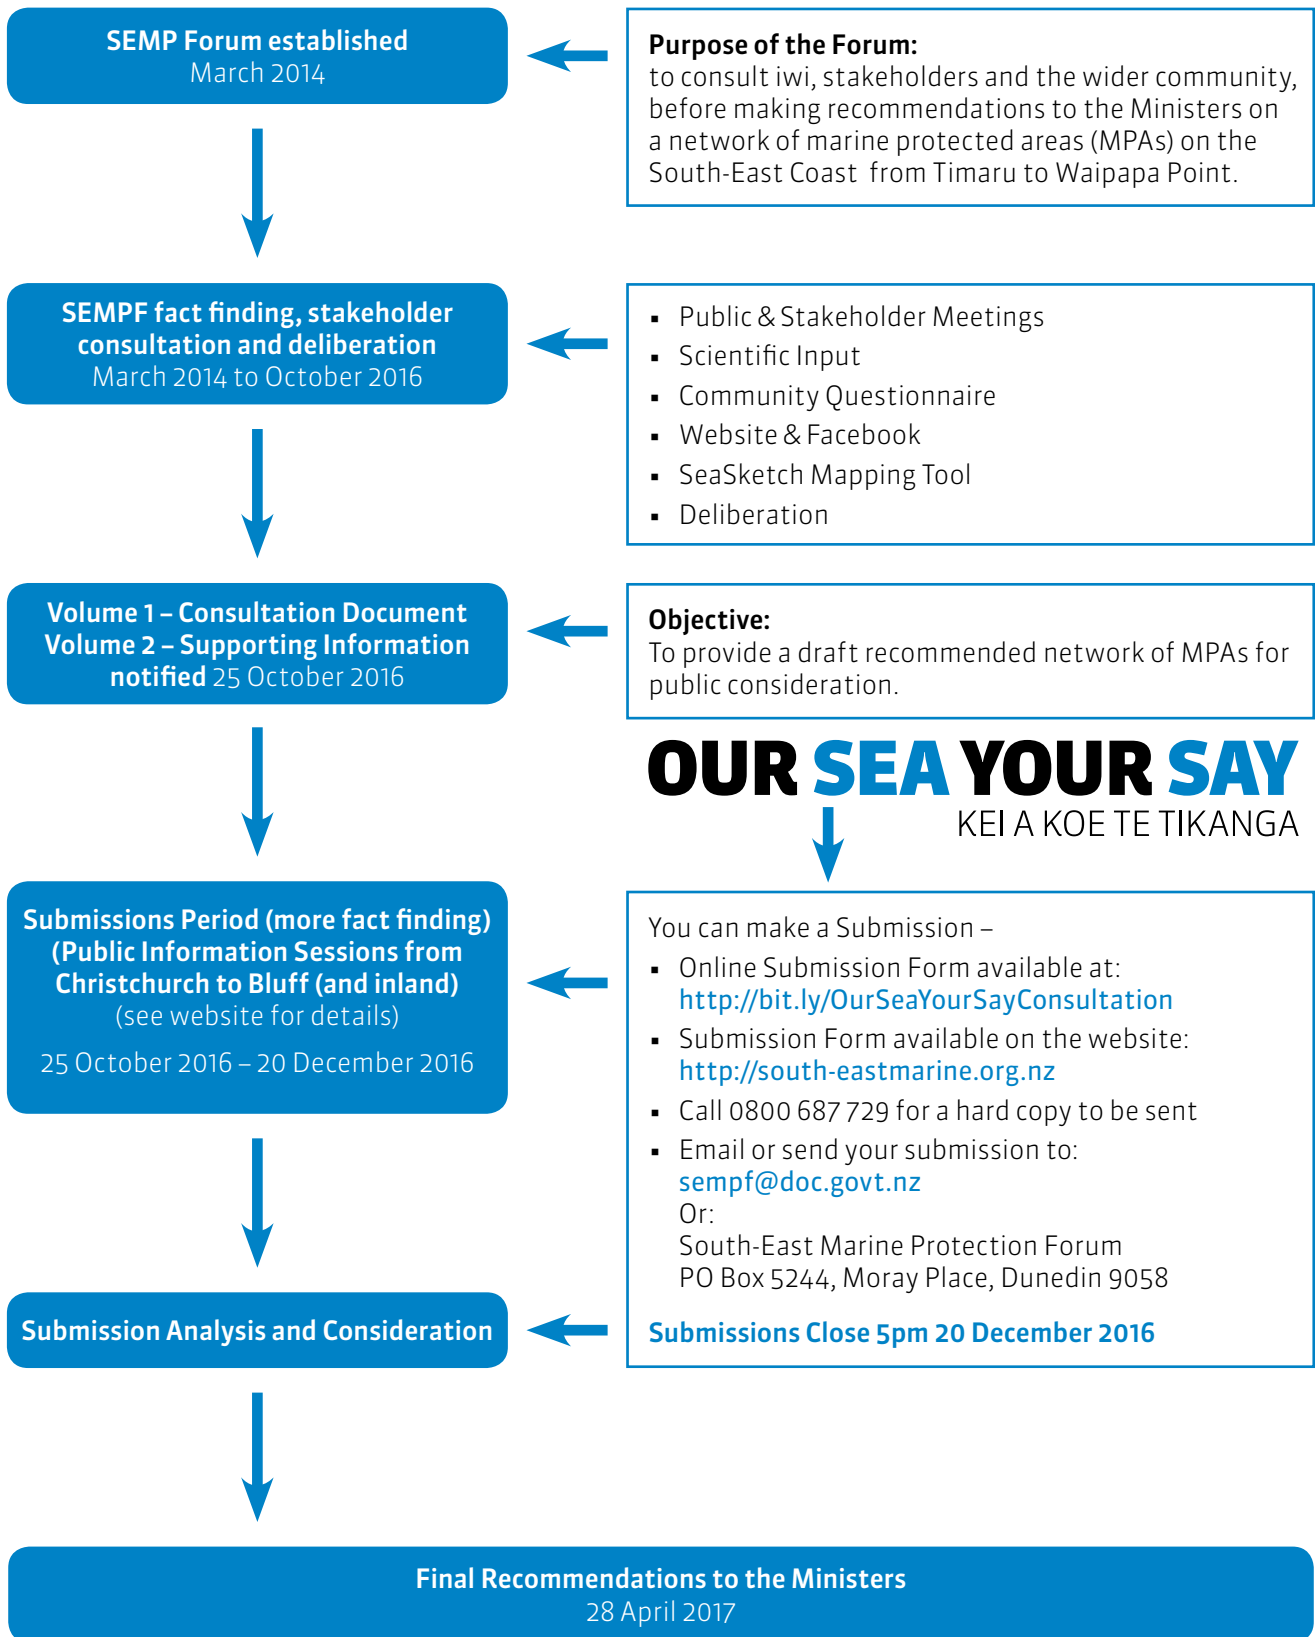 SEMP Forum established
March 2014
Purpose of the Forum:
to consult iwi, stakeholders and the wider community,
before making recommendations to the Ministers on
a network of marine protected areas (MPAs) on the
South-East Coast from Timaru to Waipapa Point.
SEMPF fact finding, stakeholder
consultation and deliberation
March 2014 to October 2016
▪ Public & Stakeholder Meetings
▪ Scientific Input
▪ Community Questionnaire
▪ Website & Facebook
▪ SeaSketch Mapping Tool
▪ Deliberation
Volume 1 – Consultation Document
Volume 2 – Supporting Information
notified 25 October 2016
Objective:
To provide a draft recommended network of MPAs for
public consideration.
OUR SEA YOUR SAY
KEI A KOE TE TIKANGA
Submissions Period (more fact finding)
(Public Information Sessions from
Christchurch to Bluff (and inland)
(see website for details)
25 October 2016 – 20 December 2016
You can make a Submission –
▪ Online Submission Form available at:
http://bit.ly/OurSeaYourSayConsultation
▪ Submission Form available on the website:
http://south-eastmarine.org.nz
▪ Call 0800 687 729 for a hard copy to be sent
▪ Email or send your submission to:
sempf@doc.govt.nz
Or:
South-East Marine Protection Forum
PO Box 5244, Moray Place, Dunedin 9058
Submissions Close 5pm 20 December 2016
Submission Analysis and Consideration
Final Recommendations to the Ministers
28 April 2017